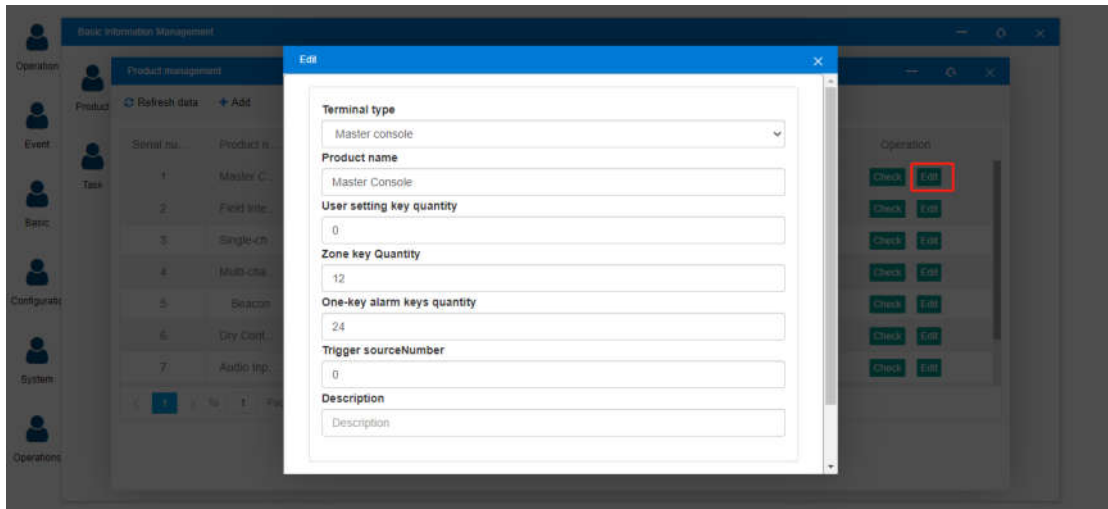 Basic Information Management
Operation
Edit
Product management
Product
Refresh data
Add
Terminal type
Master console
Event
Serial nu...
Product n...
Operation
Product name
Task
1
Master C...
Master Console
Check
Edit
User setting key quantity
Basic
2
Field Inte...
0
Check
Edit
3
Single-ch...
Zone key Quantity
Check
Edit
4
Multi-cha...
12
Check
Edit
Configuratio
5
Beacon
One-key alarm keys quantity
Check
Edit
24
6
Dry Cont...
Check
Edit
Trigger sourceNumber
System
7
Audio Inp...
0
Check
Edit
1
To
1
Description
Description
Operations